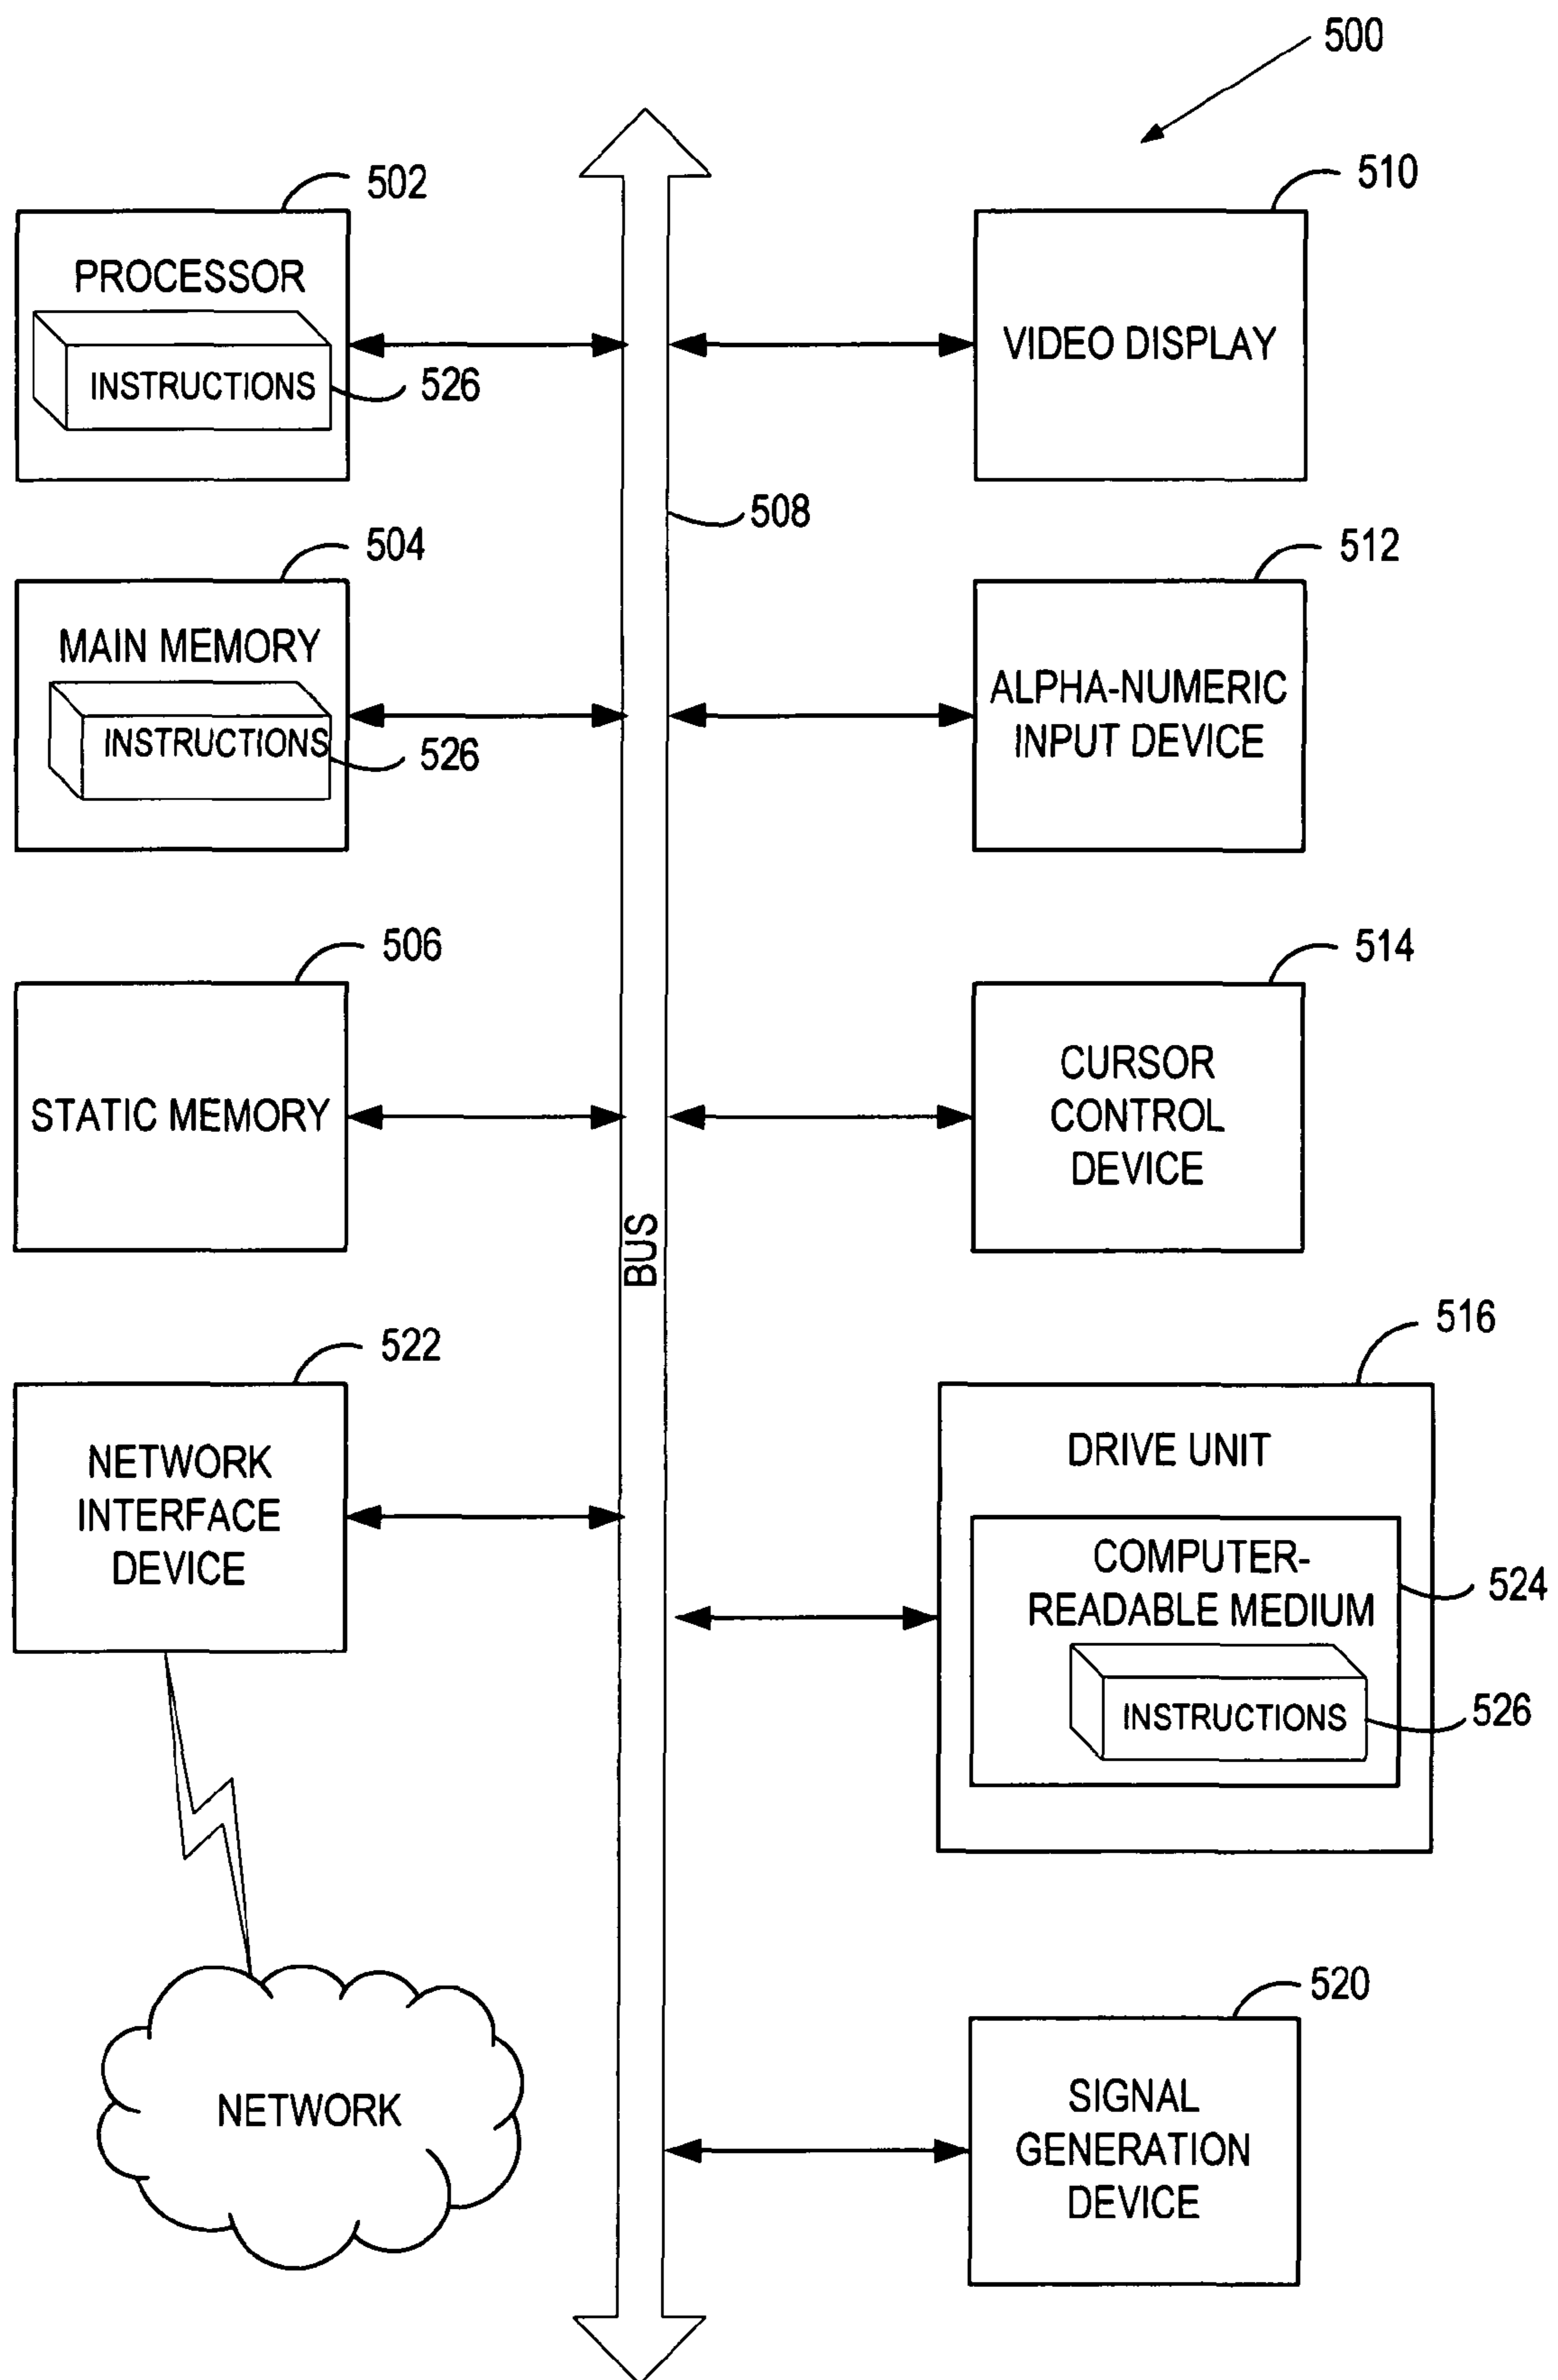 500
502
PROCESSOR
INSTRUCTIONS
526
510
VIDEO DISPLAY
508
504
MAIN MEMORY
INSTRUCTIONS
526
512
ALPHA-NUMERIC
INPUT DEVICE
506
STATIC MEMORY
514
CURSOR
CONTROL
DEVICE
BUS
522
NETWORK
INTERFACE
DEVICE
516
DRIVE UNIT
COMPUTER-
READABLE MEDIUM
524
INSTRUCTIONS
526
NETWORK
520
SIGNAL
GENERATION
DEVICE